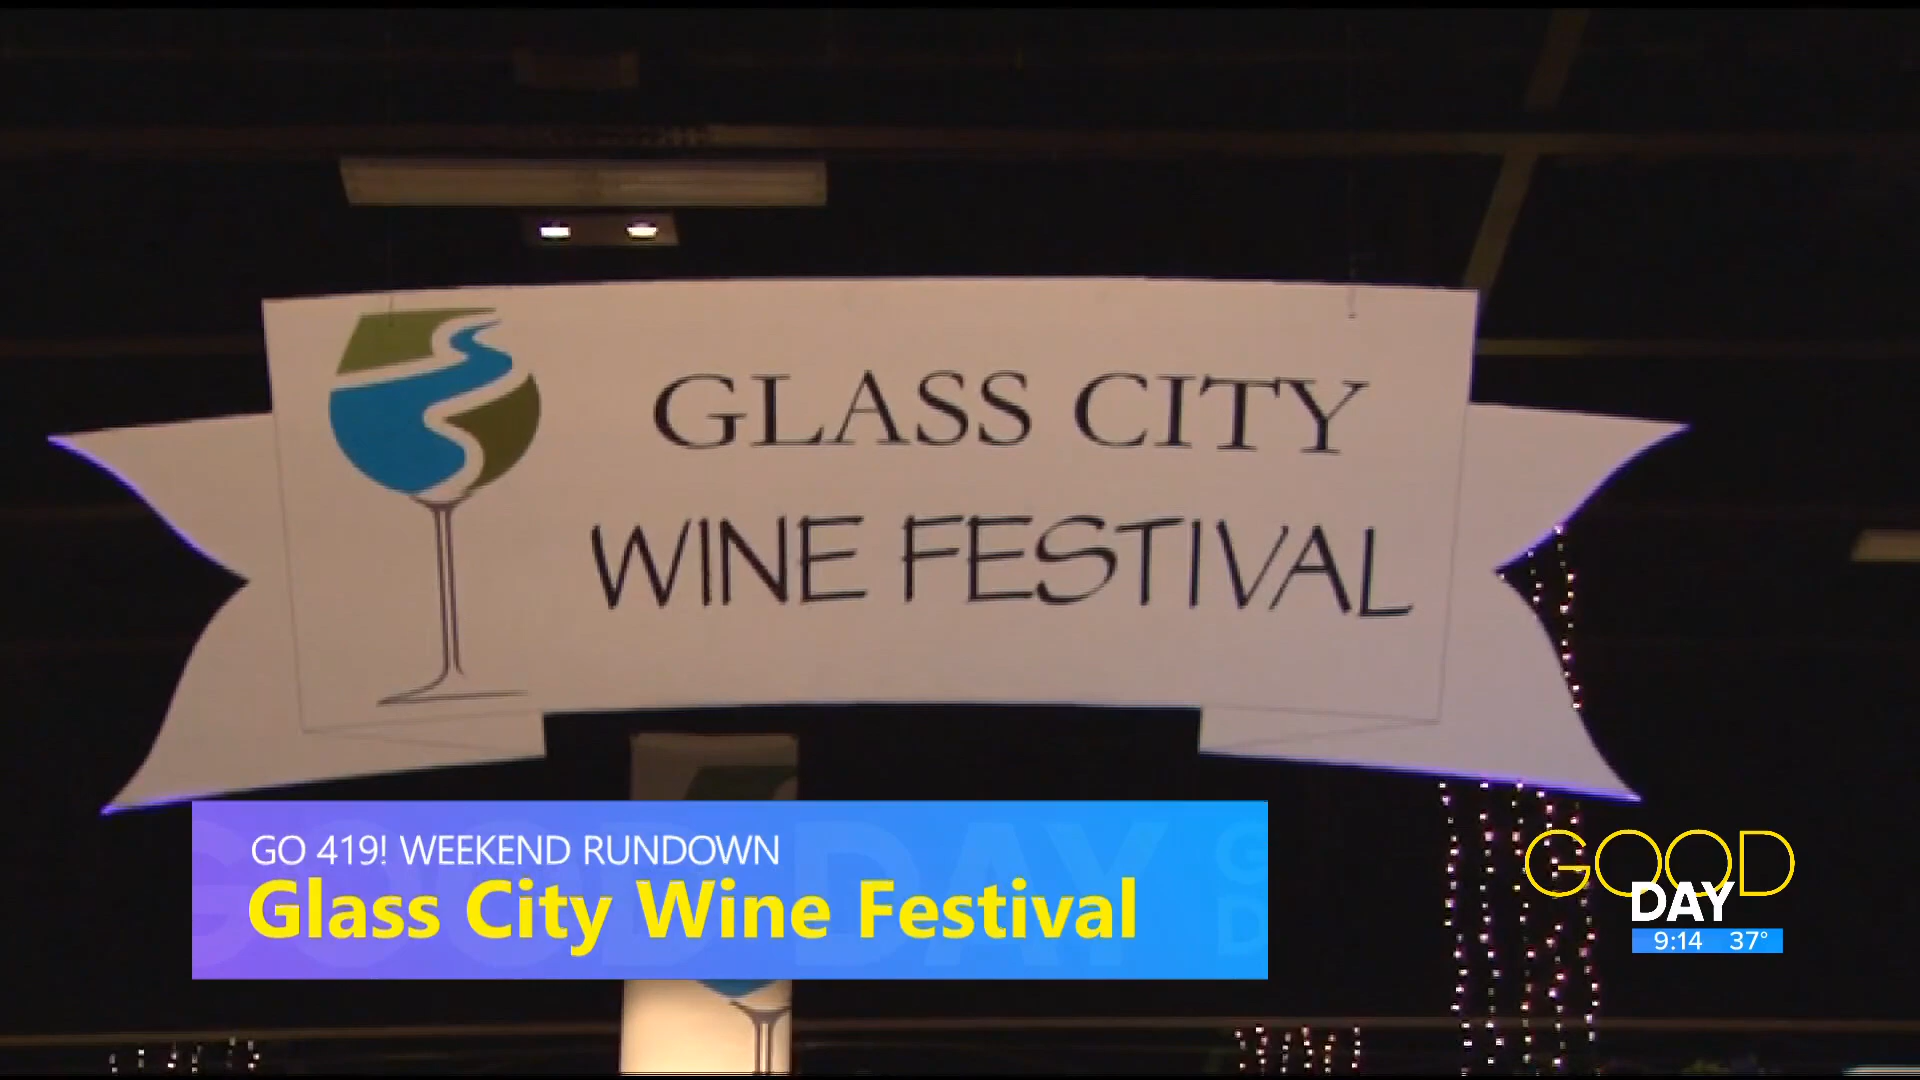 GLASS CITY
WINE FESTIVAL
GO 419! WEEKEND RUNDOWN
Glass City Wine Festival
GOOD
DAY
9:14 37°